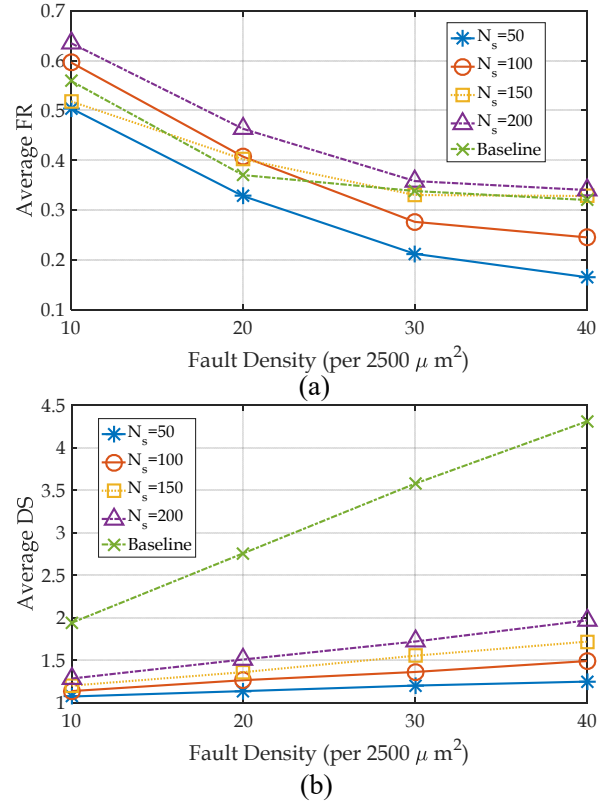 0.7
0.6
0.5
0.4
0.3
0.2
0.1
Average FR
N_s=50
N_s=100
N_s=150
N_s=200
Baseline
10 20 30 40
Fault Density (per 2500 μ m²)
(a)
4.5
4
3.5
3
2.5
2
1.5
1
Average DS
N_s=50
N_s=100
N_s=150
N_s=200
Baseline
10 20 30 40
Fault Density (per 2500 μ m²)
(b)